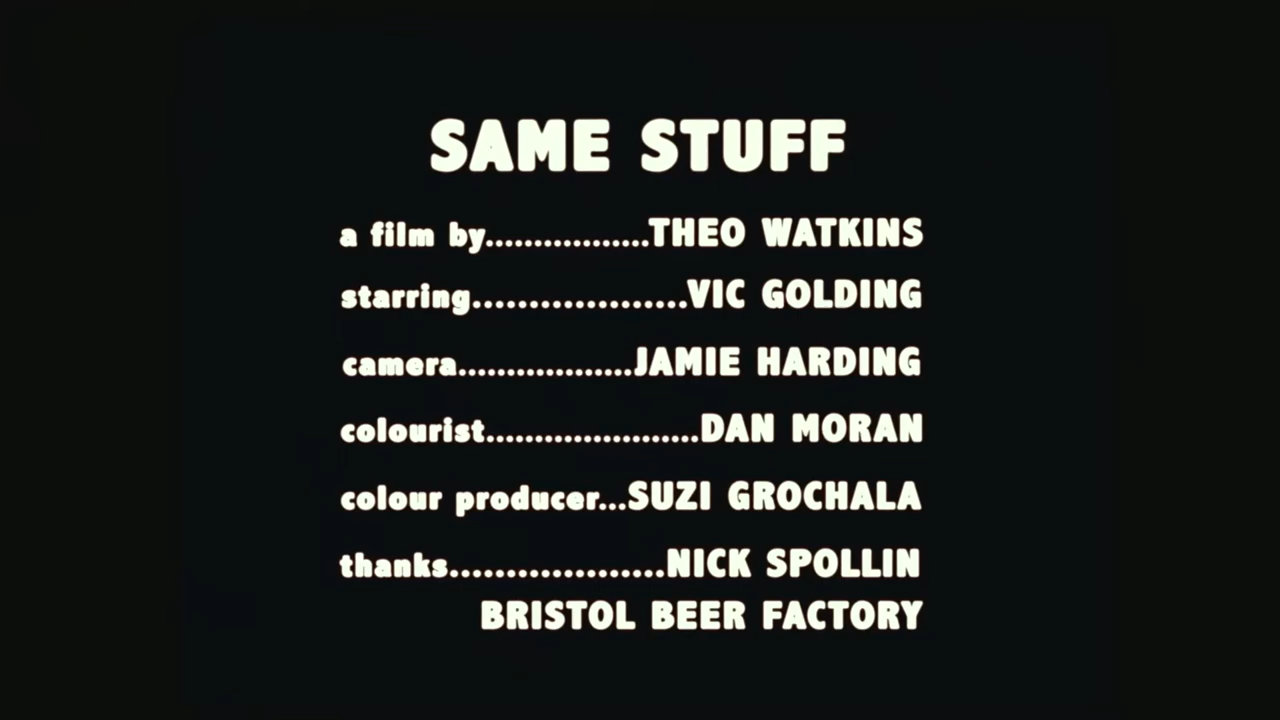 SAME STUFF
a film by.................THEO WATKINS
starring...................VIC GOLDING
camera..................JAMIE HARDING
colourist......................DAN MORAN
colour producer...SUZI GROCHALA
thanks...................NICK SPOLLIN
BRISTOL BEER FACTORY